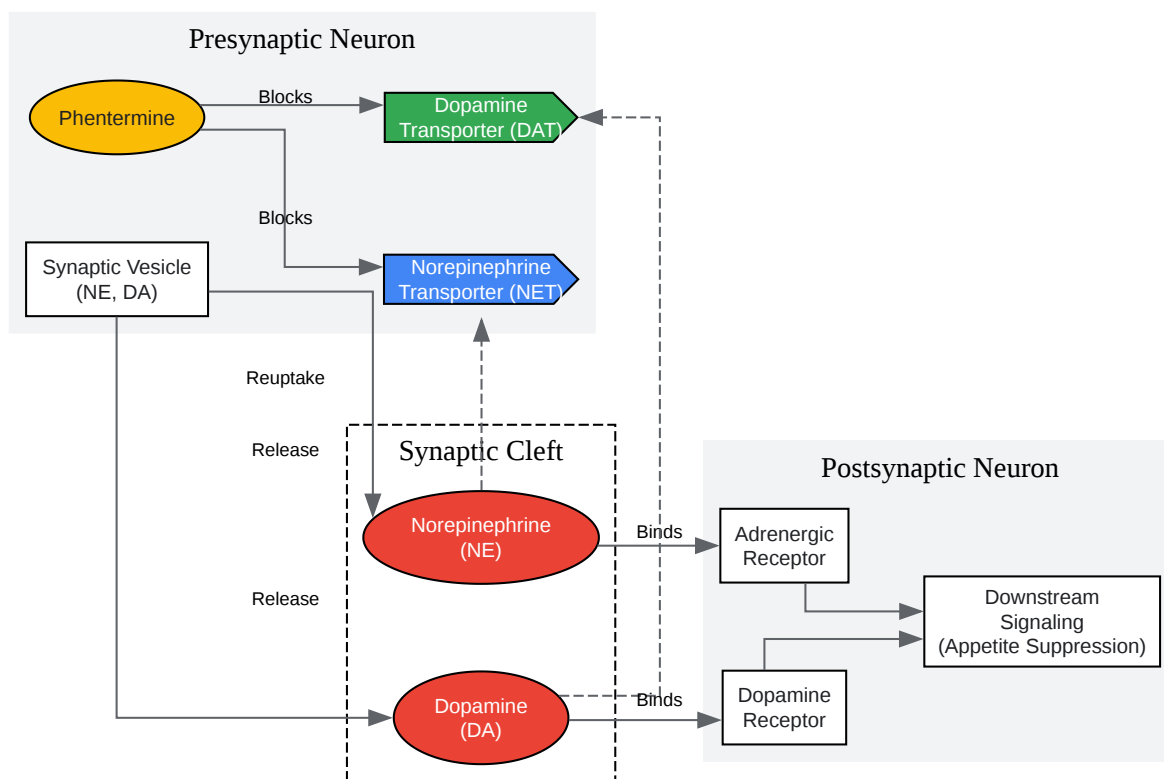 Presynaptic Neuron
Phentermine
Blocks
Dopamine
Transporter (DAT)
Blocks
Synaptic Vesicle
(NE, DA)
Norepinephrine
Transporter (NET)
Reuptake
Release
Synaptic Cleft
Postsynaptic Neuron
Norepinephrine
(NE)
Binds
Adrenergic
Receptor
Release
Downstream
Signaling
(Appetite Suppression)
Dopamine
(DA)
Binds
Dopamine
Receptor